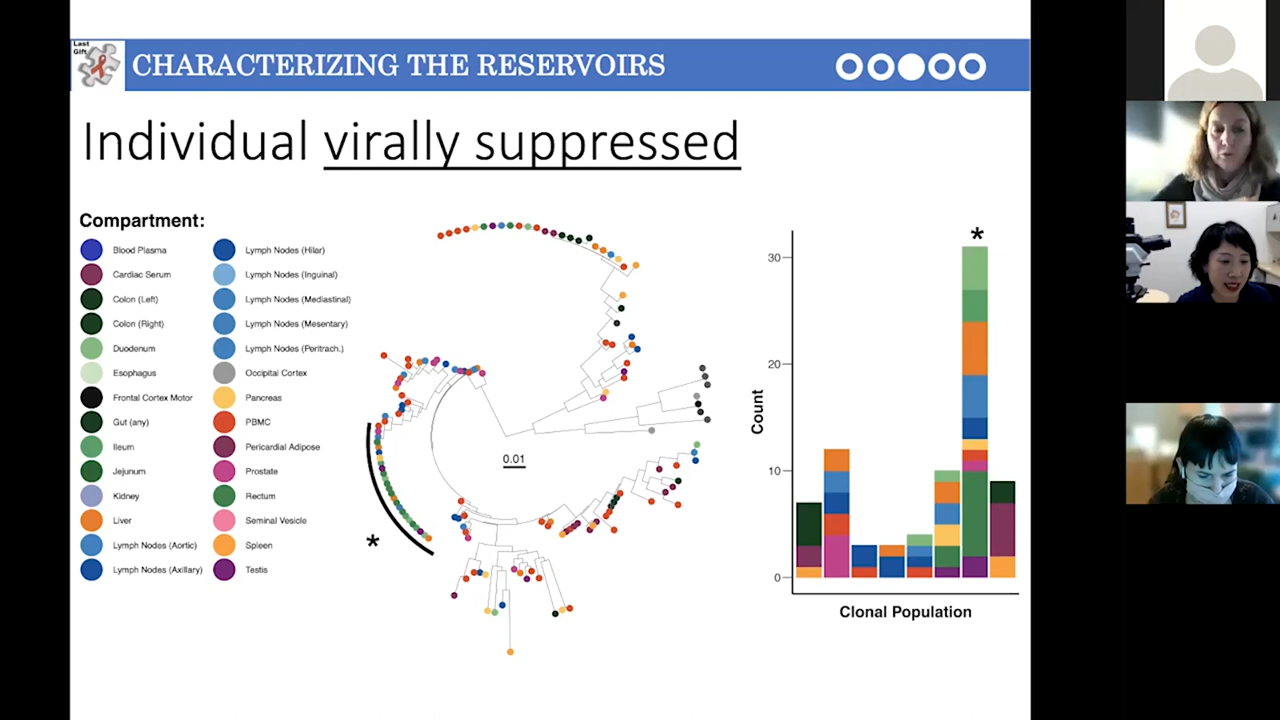 Last
Gift
CHARACTERIZING THE RESERVOIRS
Individual virally suppressed
Compartment:
Blood Plasma
Cardiac Serum
Colon (Left)
Colon (Right)
Duodenum
Esophagus
Frontal Cortex Motor
Gut (any)
Ileum
Jejunum
Kidney
Liver
Lymph Nodes (Aortic)
Lymph Nodes (Axillary)
Lymph Nodes (Hilar)
Lymph Nodes (Inguinal)
Lymph Nodes (Mediastinal)
Lymph Nodes (Mesentary)
Lymph Nodes (Peritrach.)
Occipital Cortex
Pancreas
PBMC
Pericardial Adipose
Prostate
Rectum
Seminal Vesicle
Spleen
Testis
0.01
*
*
30
20
10
0
Count
Clonal Population